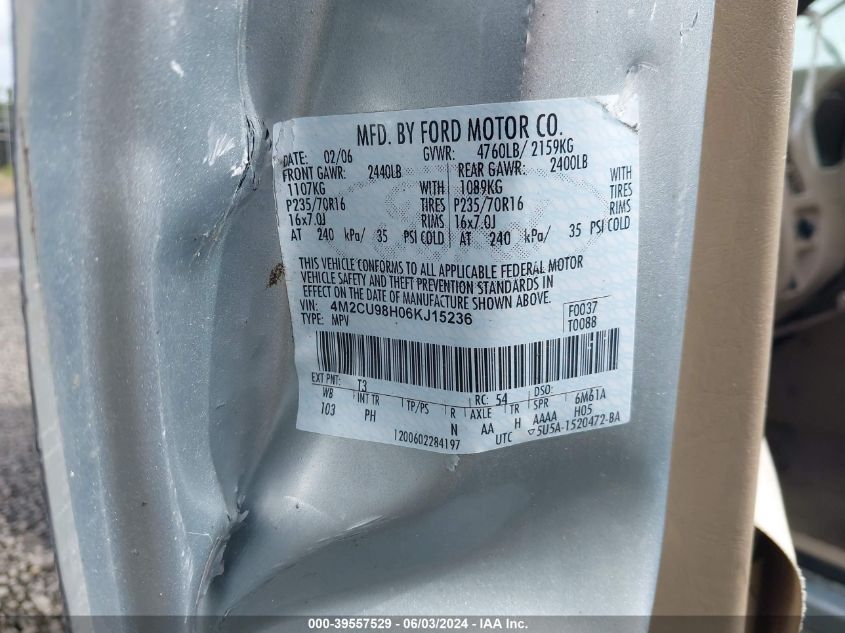 MFD. BY FORD MOTOR CO.
DATE: 02/06 GVWR: 4760LB/ 2159KG
FRONT GAWR: 2440LB REAR GAWR: 2400LB
1107KG WITH 1089KG WITH
P235/70R16 TIRES P235/70R16 TIRES
16x7.0J RIMS 16x7.0J RIMS
AT 240 kPa/ 35 PSI COLD AT 240 kPa/ 35 PSI COLD
THIS VEHICLE CONFORMS TO ALL APPLICABLE FEDERAL MOTOR
VEHICLE SAFETY AND THEFT PREVENTION STANDARDS IN
EFFECT ON THE DATE OF MANUFACTURE SHOWN ABOVE.
VIN: 4M2CU98H06KJ15236 F0037
TYPE: MPV T0088
EXT PNT: T3 RC: 54 DSO:
WB INT TR TP/PS R AXLE TR SPR 6M61A
103 PH N AA H AAAA H05
1200602284197 UTC ▽5U5A-1520472-BA
000-39557529 - 06/03/2024 - IAA Inc.